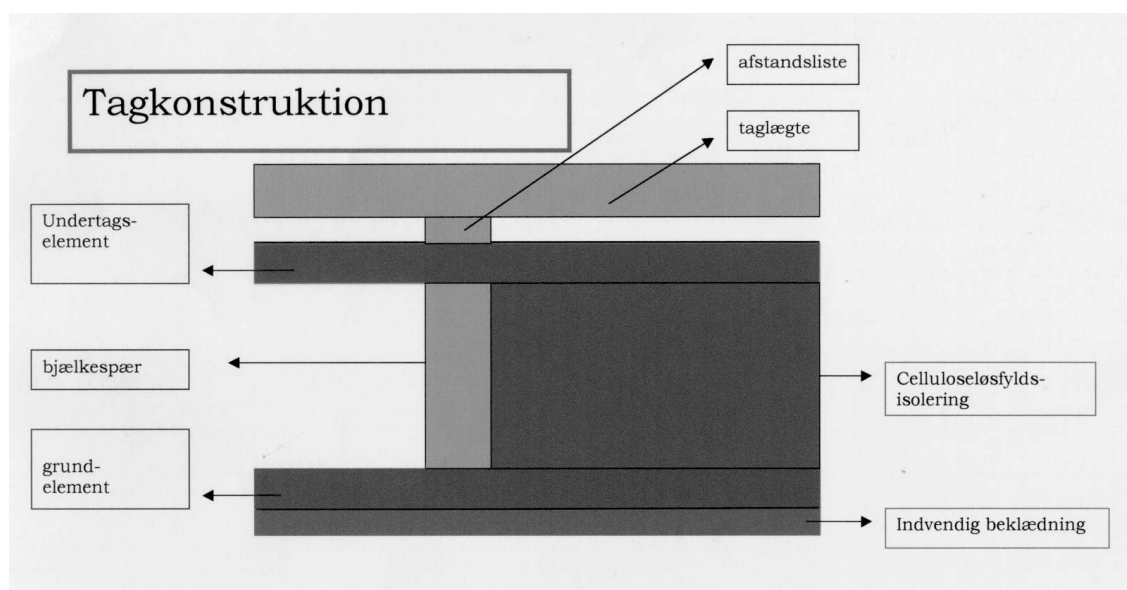 Tagkonstruktion
afstandsliste
taglægte
Undertags-
element
bjælkespær
grund-
element
Celluloseløsfylds-
isolering
Indvendig beklædning